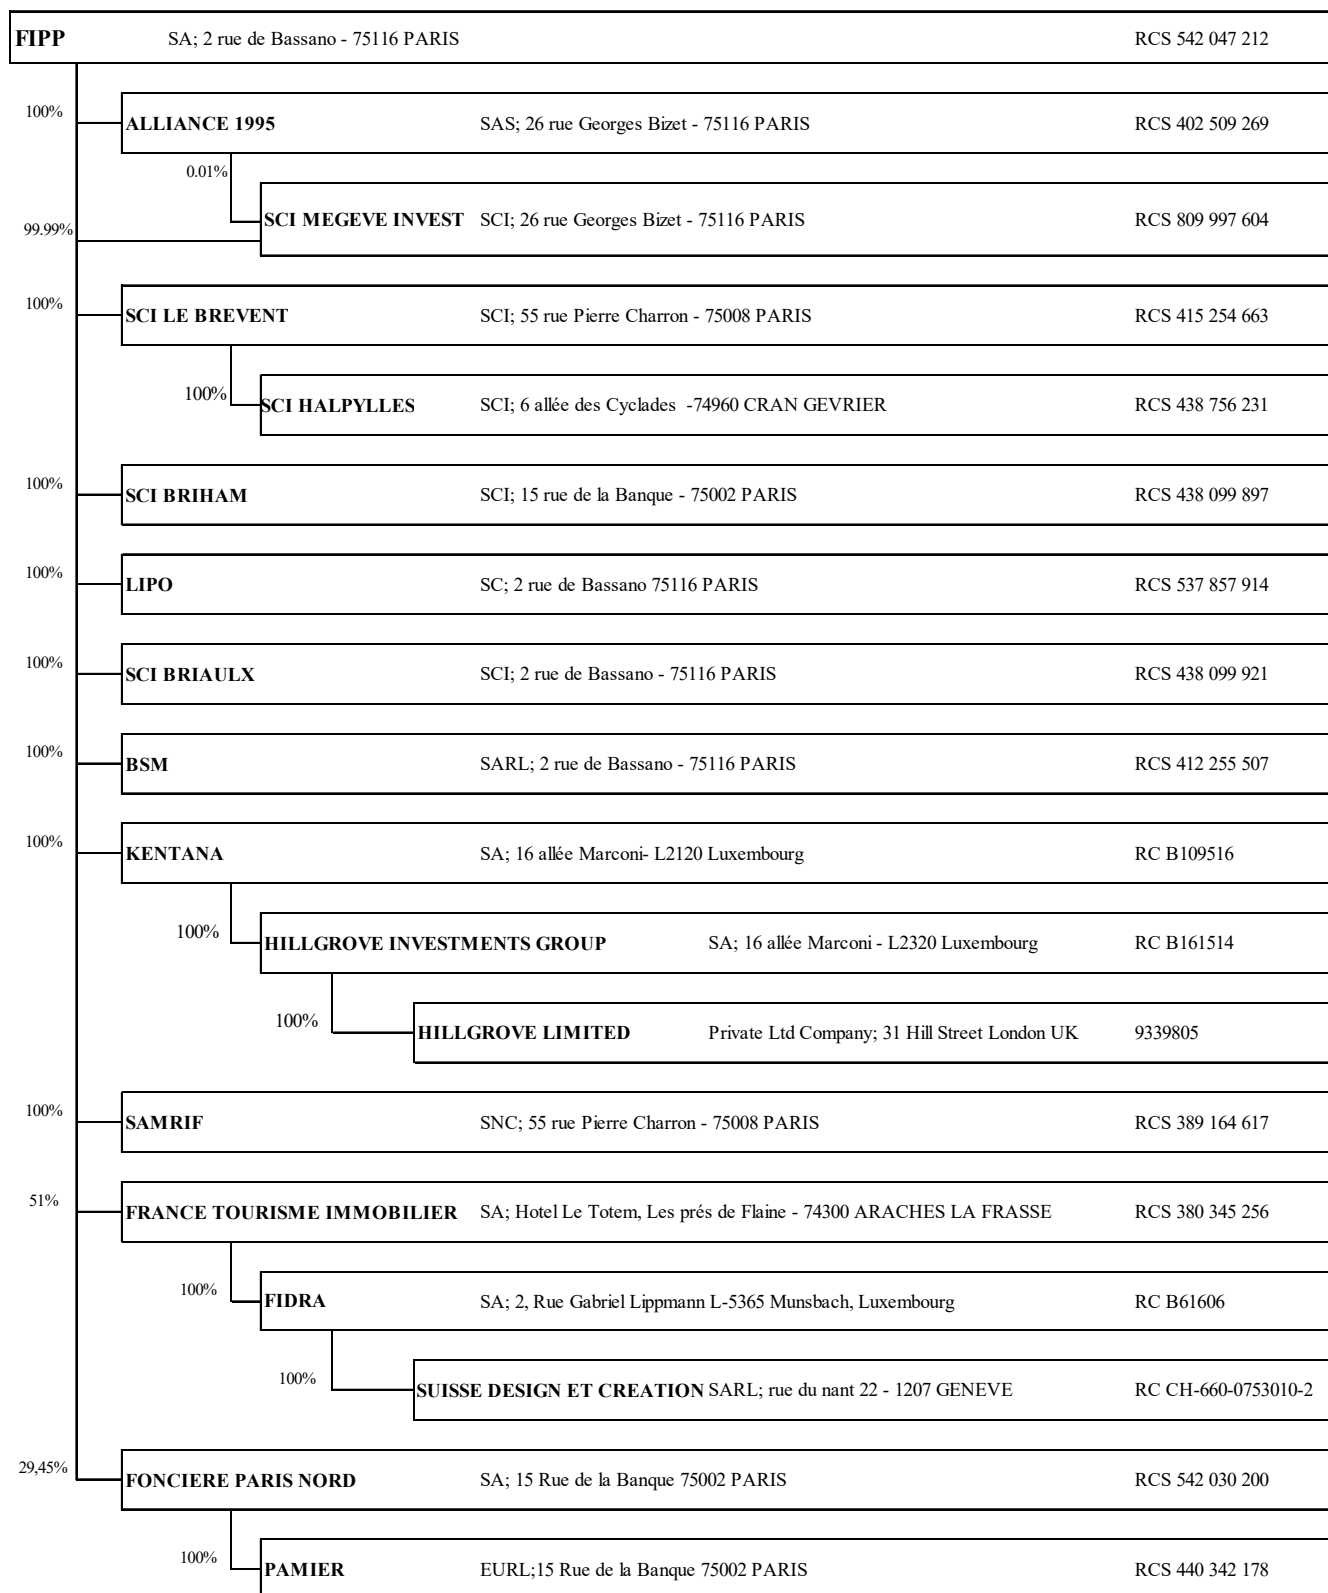 FIPP SA; 2 rue de Bassano - 75116 PARIS RCS 542 047 212
100%
ALLIANCE 1995 SAS; 26 rue Georges Bizet - 75116 PARIS RCS 402 509 269
0.01%
SCI MEGEVE INVEST SCI; 26 rue Georges Bizet - 75116 PARIS RCS 809 997 604
99.99%
100%
SCI LE BREVENT SCI; 55 rue Pierre Charron - 75008 PARIS RCS 415 254 663
100%
SCI HALPYLLES SCI; 6 allée des Cyclades -74960 CRAN GEVRIER RCS 438 756 231
100%
SCI BRIHAM SCI; 15 rue de la Banque - 75002 PARIS RCS 438 099 897
100%
LIPO SC; 2 rue de Bassano 75116 PARIS RCS 537 857 914
100%
SCI BRIAULX SCI; 2 rue de Bassano - 75116 PARIS RCS 438 099 921
100%
BSM SARL; 2 rue de Bassano - 75116 PARIS RCS 412 255 507
100%
KENTANA SA; 16 allée Marconi- L2120 Luxembourg RC B109516
100%
HILLGROVE INVESTMENTS GROUP SA; 16 allée Marconi - L2320 Luxembourg RC B161514
100%
HILLGROVE LIMITED Private Ltd Company; 31 Hill Street London UK 9339805
100%
SAMRIF SNC; 55 rue Pierre Charron - 75008 PARIS RCS 389 164 617
51%
FRANCE TOURISME IMMOBILIER SA; Hotel Le Totem, Les prés de Flaine - 74300 ARACHES LA FRASSE RCS 380 345 256
100%
FIDRA SA; 2, Rue Gabriel Lippmann L-5365 Munsbach, Luxembourg RC B61606
100%
SUISSE DESIGN ET CREATION SARL; rue du nant 22 - 1207 GENEVE RC CH-660-0753010-2
29,45%
FONCIERE PARIS NORD SA; 15 Rue de la Banque 75002 PARIS RCS 542 030 200
100%
PAMIER EURL;15 Rue de la Banque 75002 PARIS RCS 440 342 178